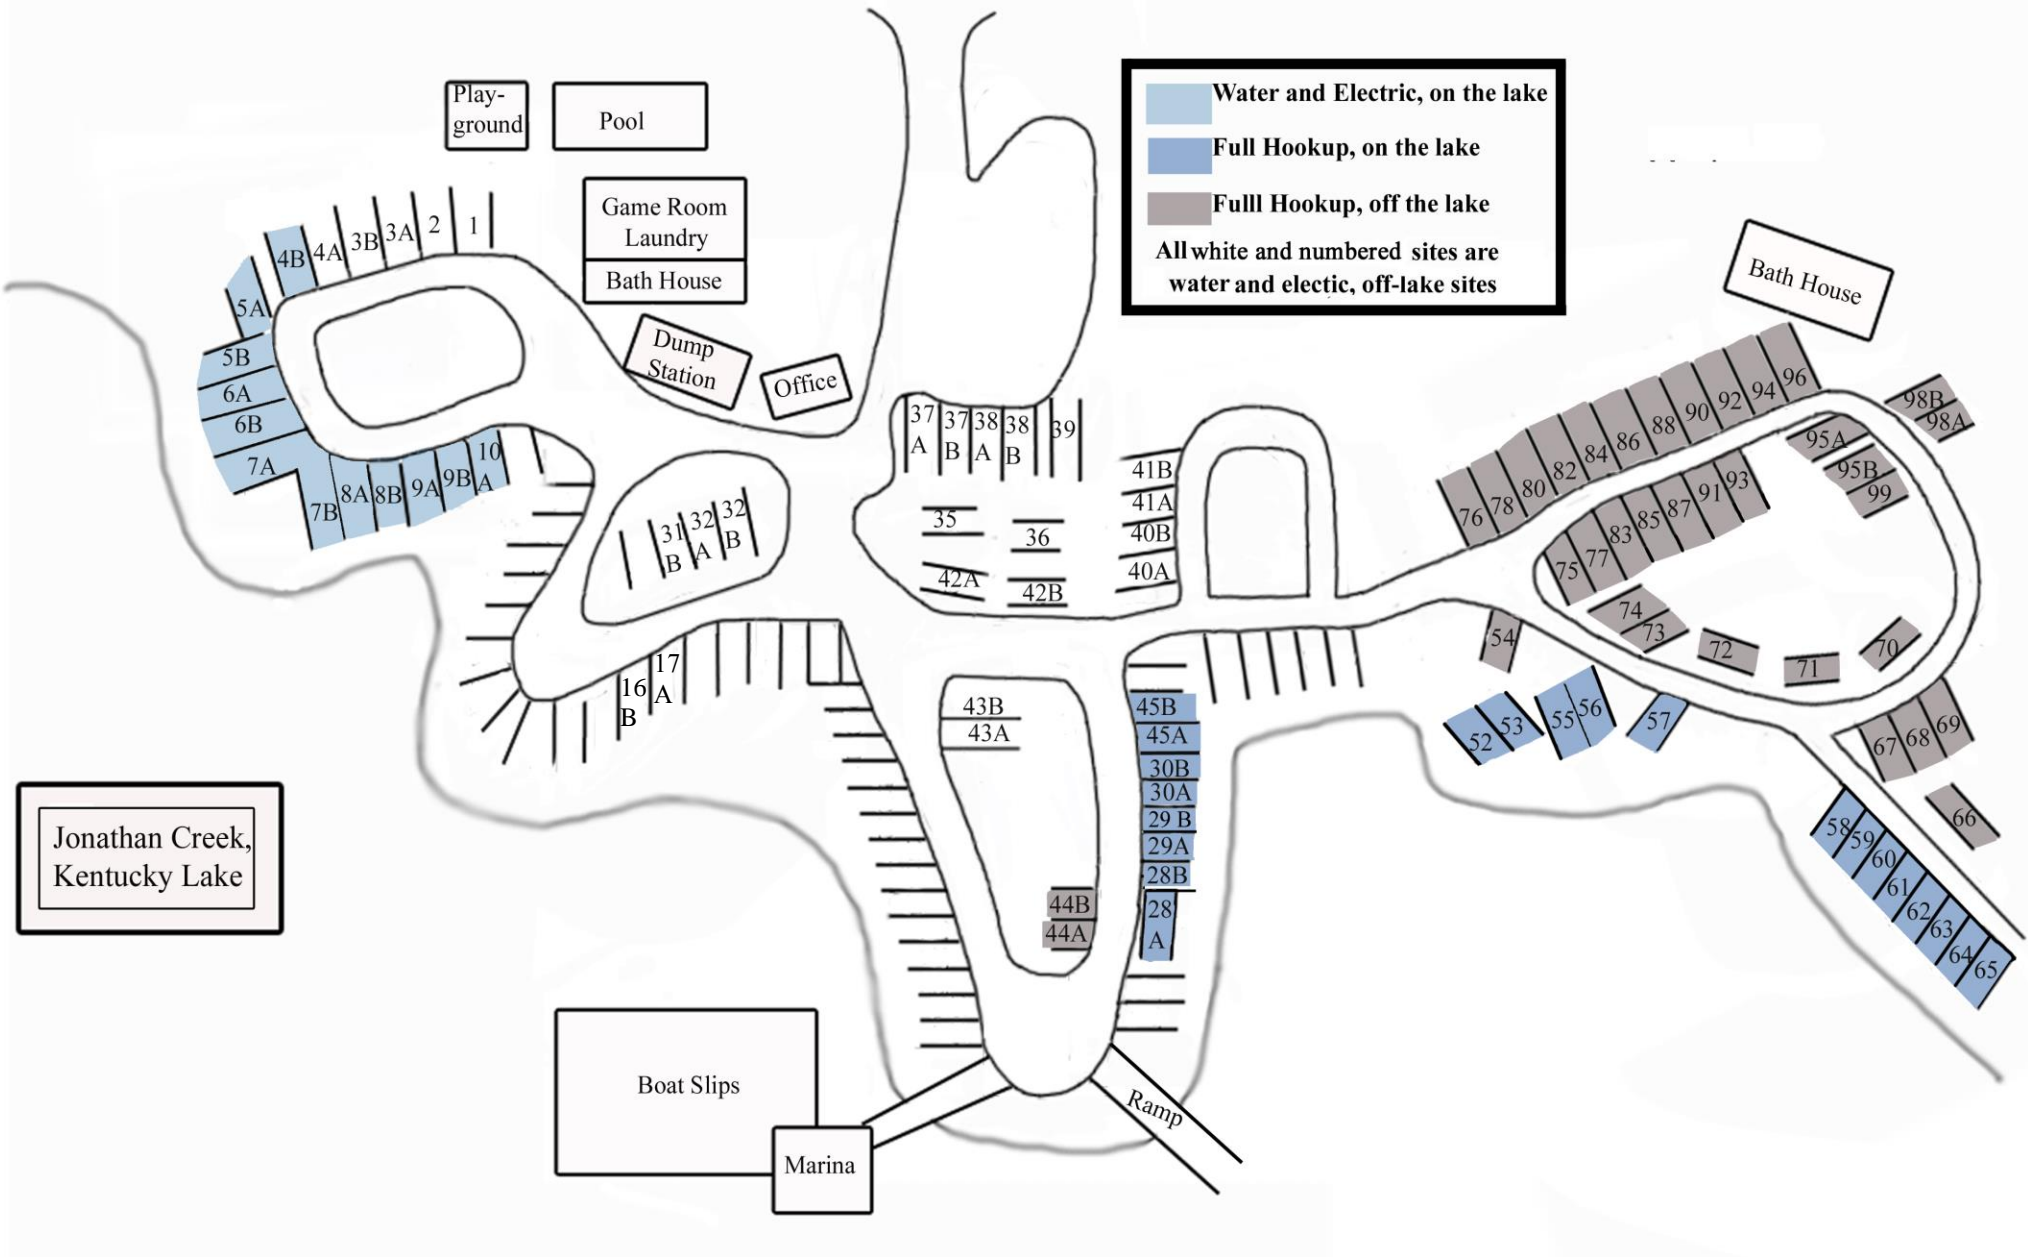 Play-
ground
Pool
Game Room
Laundry
Bath House
Dump
Station
Office
Water and Electric, on the lake
Full Hookup, on the lake
Fulll Hookup, off the lake
All white and numbered sites are
water and electic, off-lake sites
Bath House
4B
4A
3B
3A
2
1
5A
5B
6A
6B
7A
7B
8A
8B
9A
9B
10
A
31
B
32
A
32
B
16
B
17
A
37
A
37
B
38
A
38
B
39
35
36
42A
42B
41B
41A
40B
40A
43B
43A
44B
44A
45B
45A
30B
30A
29 B
29A
28B
28
A
76
78
80
82
84
86
88
90
92
94
96
98B
98A
95A
95B
99
75
77
83
85
87
91
93
74
73
72
71
70
54
52
53
55
56
57
67
68
69
66
58
59
60
61
62
63
64
65
Jonathan Creek,
Kentucky Lake
Boat Slips
Marina
Ramp